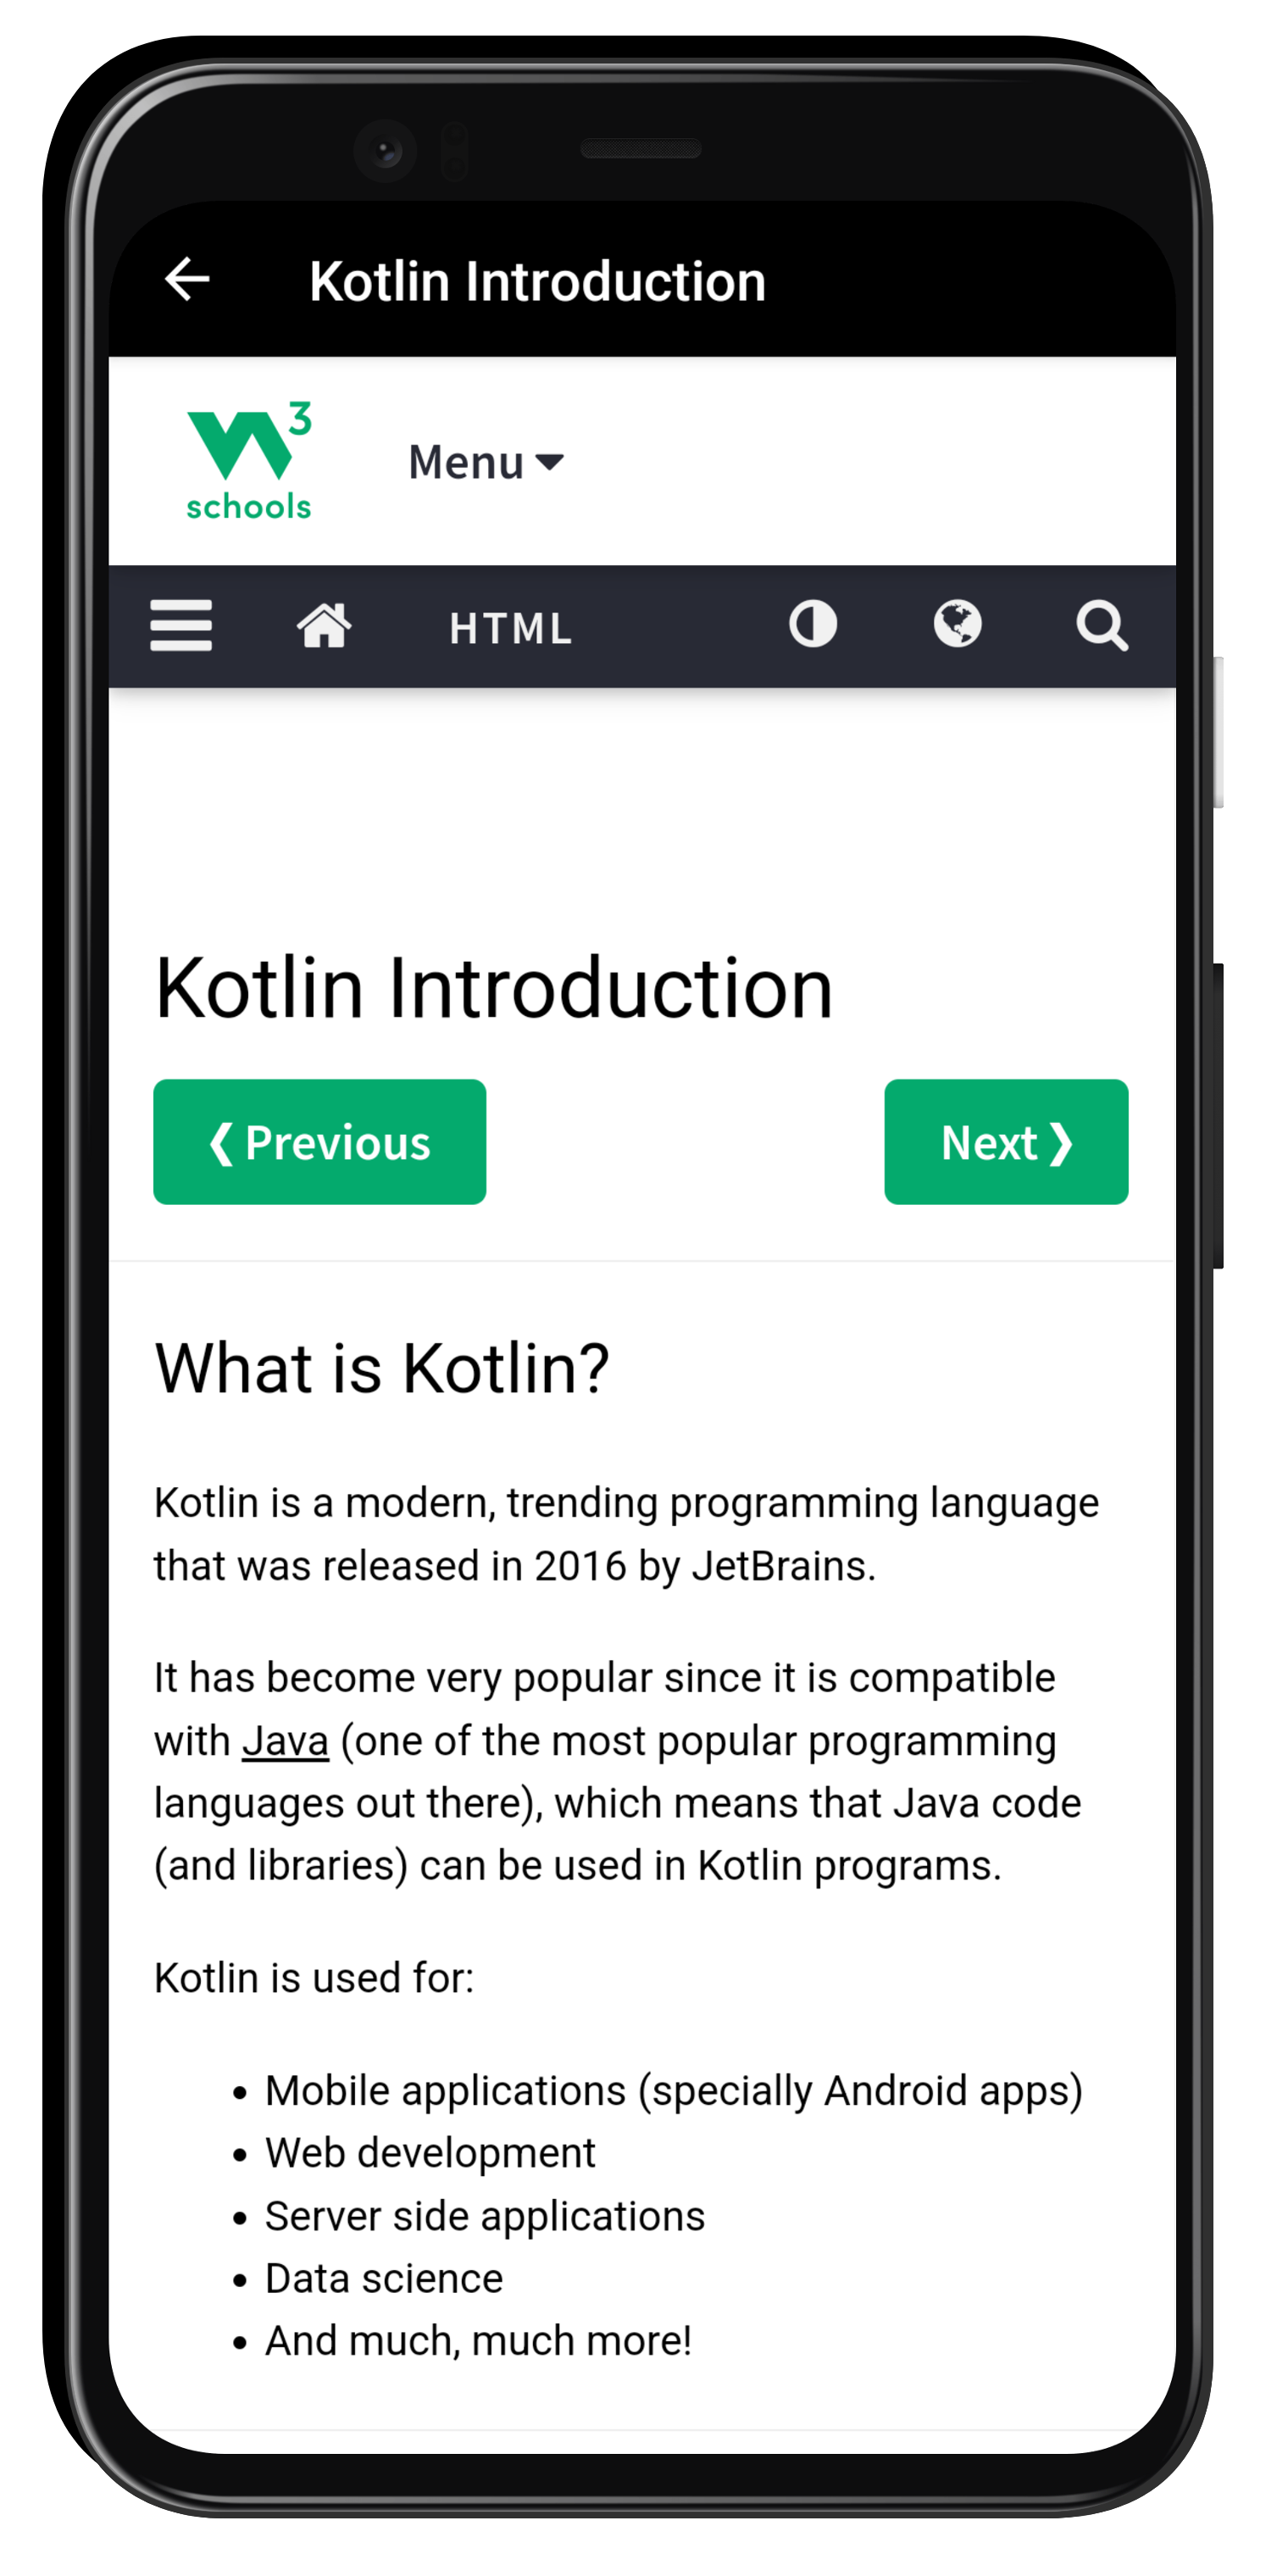 Kotlin Introduction
3
schools
Menu
HTML
Kotlin Introduction
❮ Previous
Next ❯
What is Kotlin?
Kotlin is a modern, trending programming language
that was released in 2016 by JetBrains.
It has become very popular since it is compatible
with Java (one of the most popular programming
languages out there), which means that Java code
(and libraries) can be used in Kotlin programs.
Kotlin is used for:
• Mobile applications (specially Android apps)
• Web development
• Server side applications
• Data science
• And much, much more!